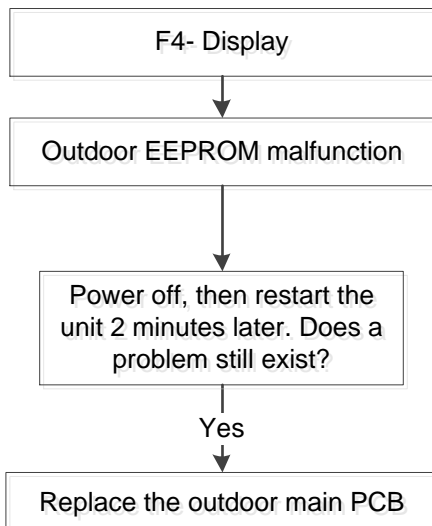 F4- Display
Outdoor EEPROM malfunction
Power off, then restart the
unit 2 minutes later. Does a
problem still exist?
Yes
Replace the outdoor main PCB